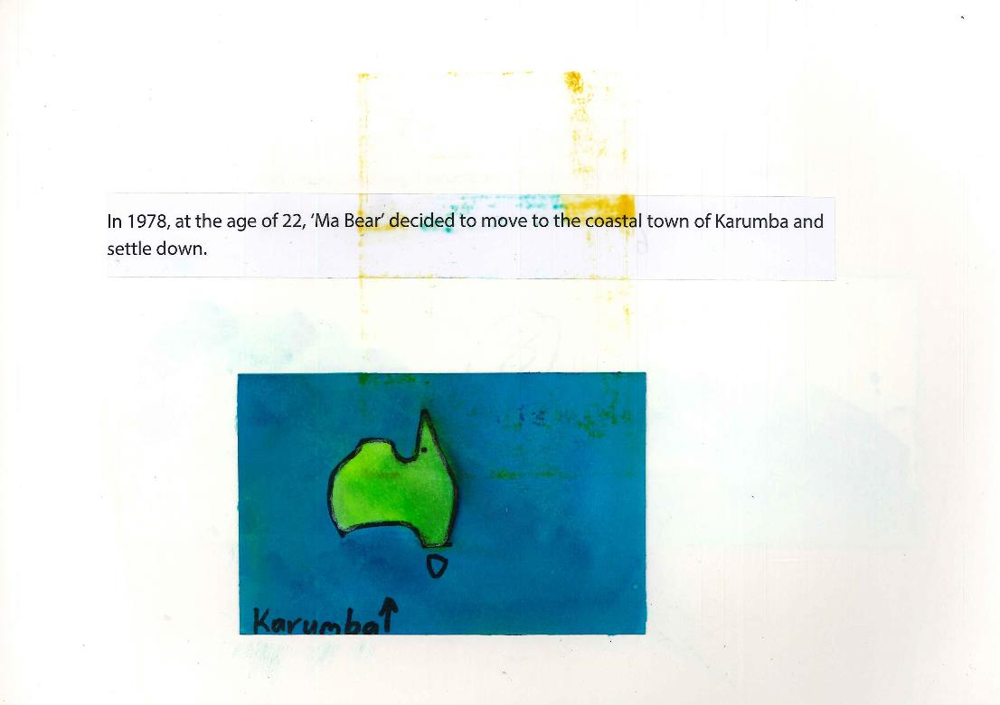 In 1978, at the age of 22, ‘Ma Bear’ decided to move to the coastal town of Karumba and
settle down.
Karumba↑